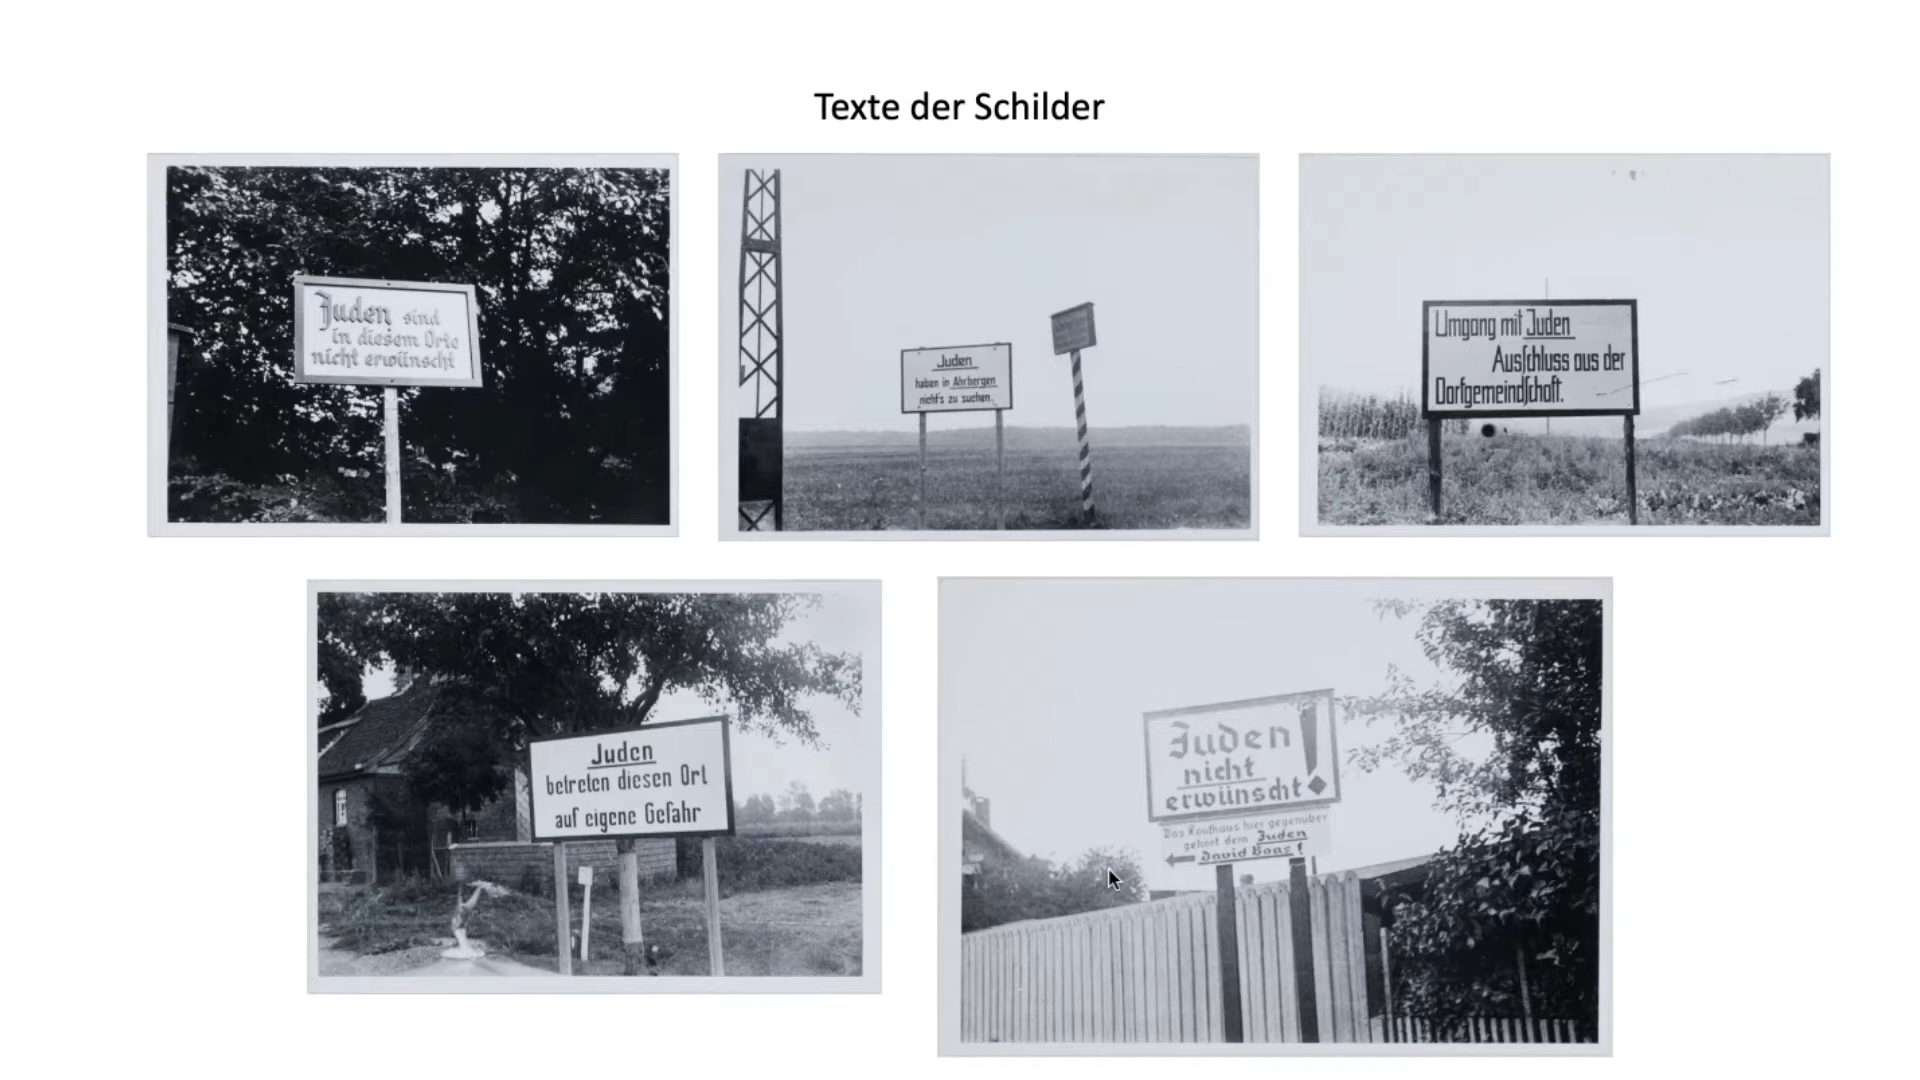 Texte der Schilder
Juden sind
in diesem Orte
nicht erwünscht
Juden
haben in Ahrbergen
nichts zu suchen.
Umgang mit Juden
Ausschluss aus der
Dorfgemeindschaft.
Juden
betreten diesen Ort
auf eigene Gefahr
Juden
nicht
erwünscht!
Das Kaufhaus hier gegenüber
gehört dem Juden
David Boas!